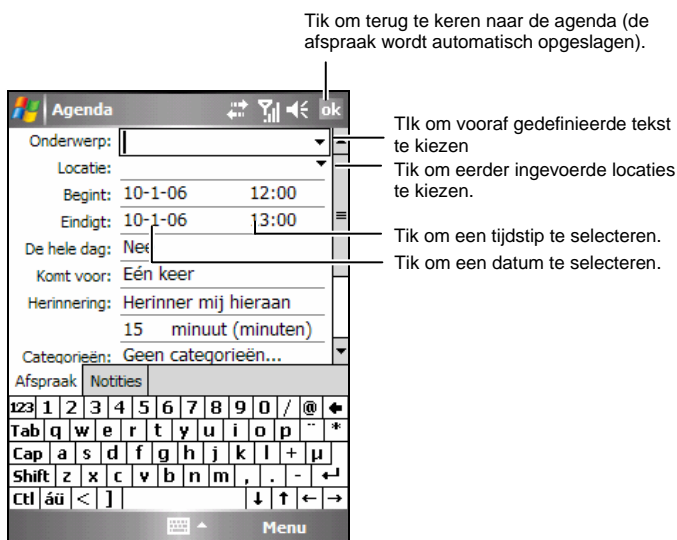 Tik om terug te keren naar de agenda (de
afspraak wordt automatisch opgeslagen).
Agenda ok
Onderwerp:
TIk om vooraf gedefinieerde tekst
te kiezen
Locatie:
Tik om eerder ingevoerde locaties
te kiezen.
Begint: 10-1-06 12:00
Eindigt: 10-1-06 13:00
Tik om een tijdstip te selecteren.
De hele dag: Nee
Tik om een datum te selecteren.
Komt voor: Eén keer
Herinnering: Herinner mij hieraan
15 minuut (minuten)
Categorieën: Geen categorieën...
Afspraak Notities
123 1 2 3 4 5 6 7 8 9 0 / @
Tab q w e r t y u i o p ¨ *
Cap a s d f g h j k l + µ
Shift z x c v b n m , . - ↵
Ctl áü < ] ↓ ↑ ← →
Menu